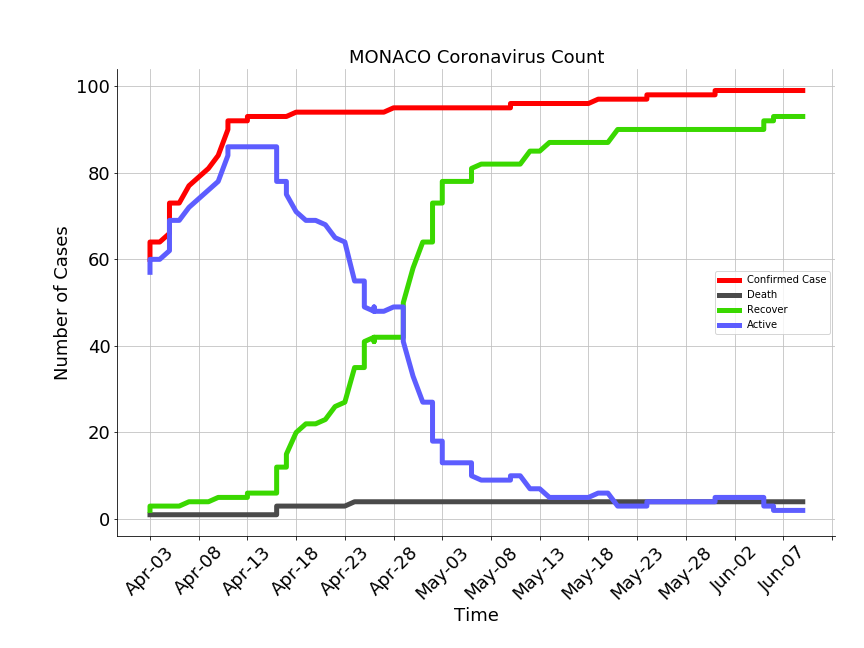 MONACO Coronavirus Count
100
80
60
40
20
0
Number of Cases
Confirmed Case
Death
Recover
Active
Apr-03
Apr-08
Apr-13
Apr-18
Apr-23
Apr-28
May-03
May-08
May-13
May-18
May-23
May-28
Jun-02
Jun-07
Time